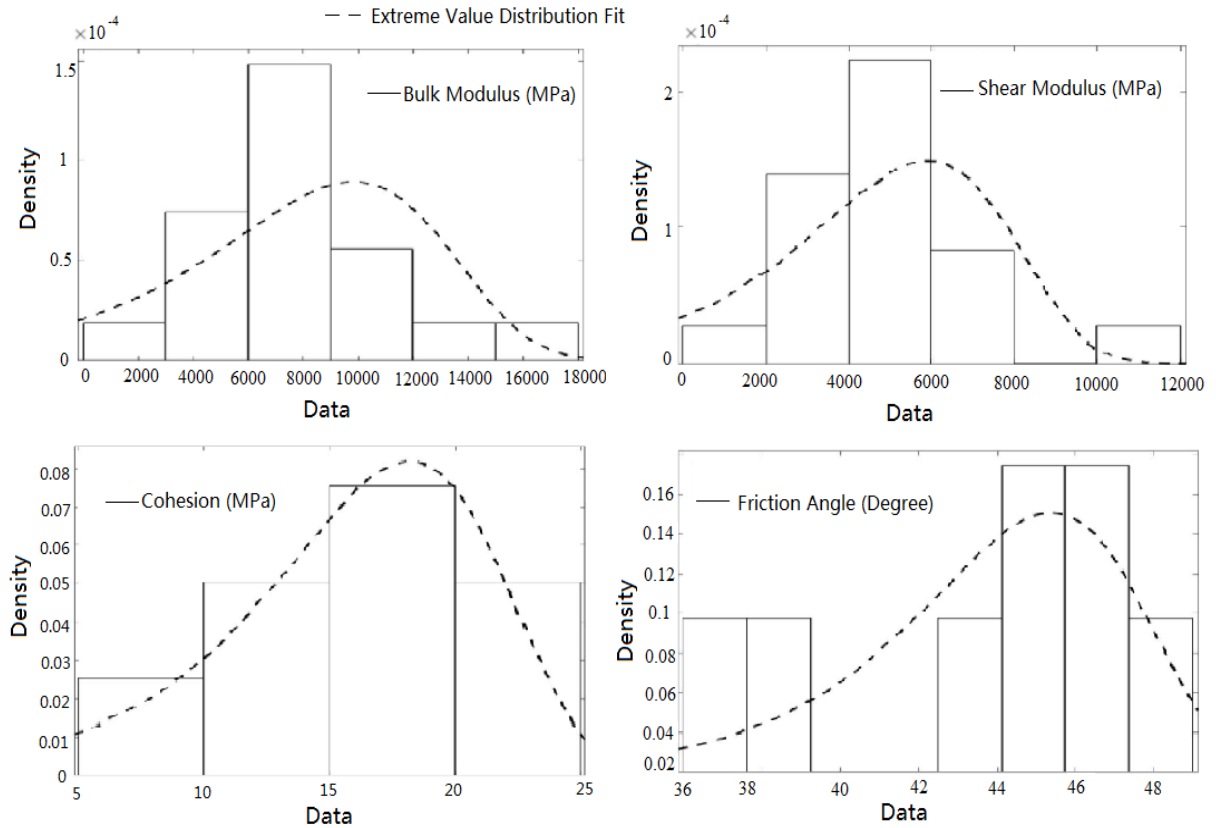 Extreme Value Distribution Fit
×10⁻⁴
Bulk Modulus (MPa)
Density
1.5
1
0.5
0
0 2000 4000 6000 8000 10000 12000 14000 16000 18000
Data
×10⁻⁴
Shear Modulus (MPa)
Density
2
1
0
0 2000 4000 6000 8000 10000 12000
Data
Cohesion (MPa)
Density
0.08
0.07
0.06
0.05
0.04
0.03
0.02
0.01
0
5 10 15 20 25
Data
Friction Angle (Degree)
Density
0.16
0.14
0.12
0.1
0.08
0.06
0.04
0.02
36 38 40 42 44 46 48
Data